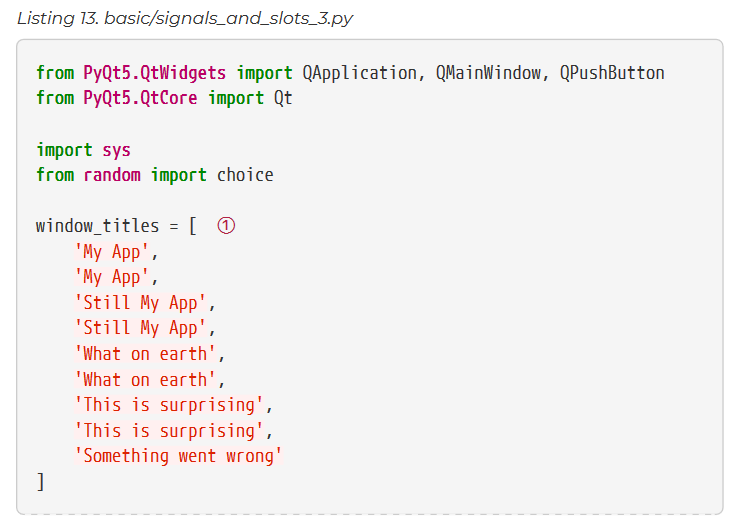 Listing 13. basic/signals_and_slots_3.py
from PyQt5.QtWidgets import QApplication, QMainWindow, QPushButton
from PyQt5.QtCore import Qt
import sys
from random import choice
window_titles = [ ①
    'My App',
    'My App',
    'Still My App',
    'Still My App',
    'What on earth',
    'What on earth',
    'This is surprising',
    'This is surprising',
    'Something went wrong'
]